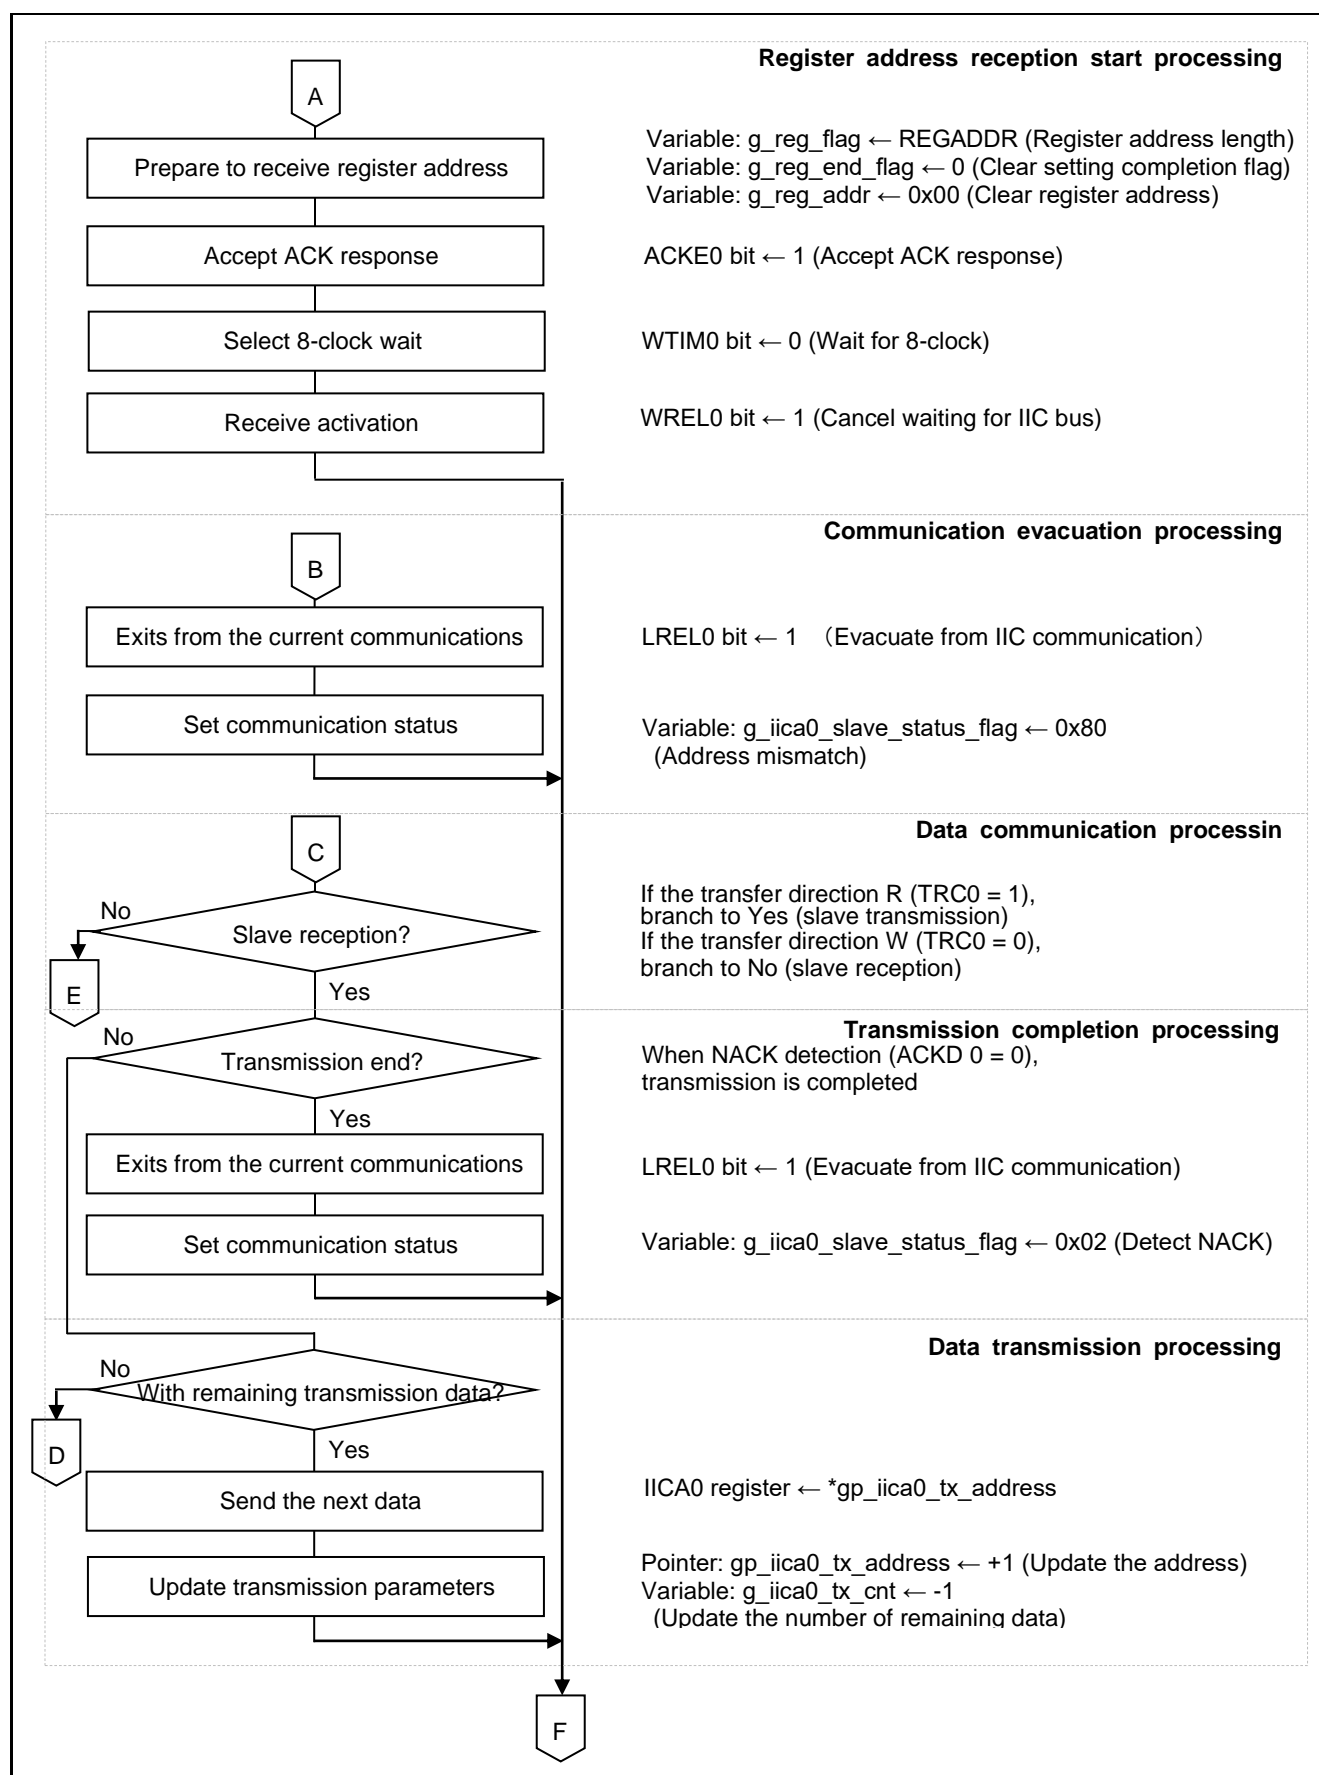 Register address reception start processing
A
Prepare to receive register address
Variable: g_reg_flag ← REGADDR (Register address length)
Variable: g_reg_end_flag ← 0 (Clear setting completion flag)
Variable: g_reg_addr ← 0x00 (Clear register address)
Accept ACK response
ACKE0 bit ← 1 (Accept ACK response)
Select 8-clock wait
WTIM0 bit ← 0 (Wait for 8-clock)
Receive activation
WREL0 bit ← 1 (Cancel waiting for IIC bus)
Communication evacuation processing
B
Exits from the current communications
LREL0 bit ← 1 （Evacuate from IIC communication）
Set communication status
Variable: g_iica0_slave_status_flag ← 0x80
(Address mismatch)
Data communication processin
C
No
Slave reception?
If the transfer direction R (TRC0 = 1),
branch to Yes (slave transmission)
If the transfer direction W (TRC0 = 0),
branch to No (slave reception)
E
Yes
Transmission completion processing
No
Transmission end?
When NACK detection (ACKD 0 = 0),
transmission is completed
Yes
Exits from the current communications
LREL0 bit ← 1 (Evacuate from IIC communication)
Set communication status
Variable: g_iica0_slave_status_flag ← 0x02 (Detect NACK)
Data transmission processing
No
With remaining transmission data?
D
Yes
Send the next data
IICA0 register ← *gp_iica0_tx_address
Update transmission parameters
Pointer: gp_iica0_tx_address ← +1 (Update the address)
Variable: g_iica0_tx_cnt ← -1
(Update the number of remaining data)
F